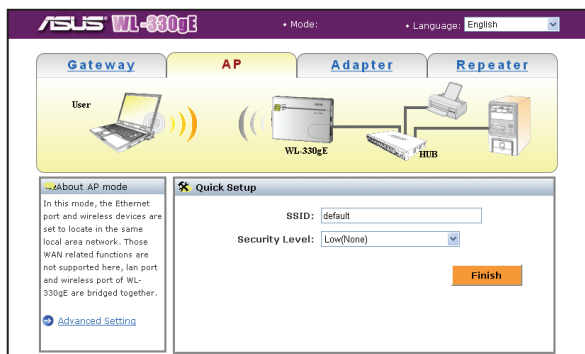 ASUS WL-330gE
• Mode:
• Language: English
Gateway
AP
Adapter
Repeater
User
WL-330gE
HUB
About AP mode
In this mode, the Ethernet
port and wireless devices are
set to locate in the same
local area network. Those
WAN related functions are
not supported here, lan port
and wireless port of WL-
330gE are bridged together.
Advanced Setting
Quick Setup
SSID: default
Security Level: Low(None)
Finish